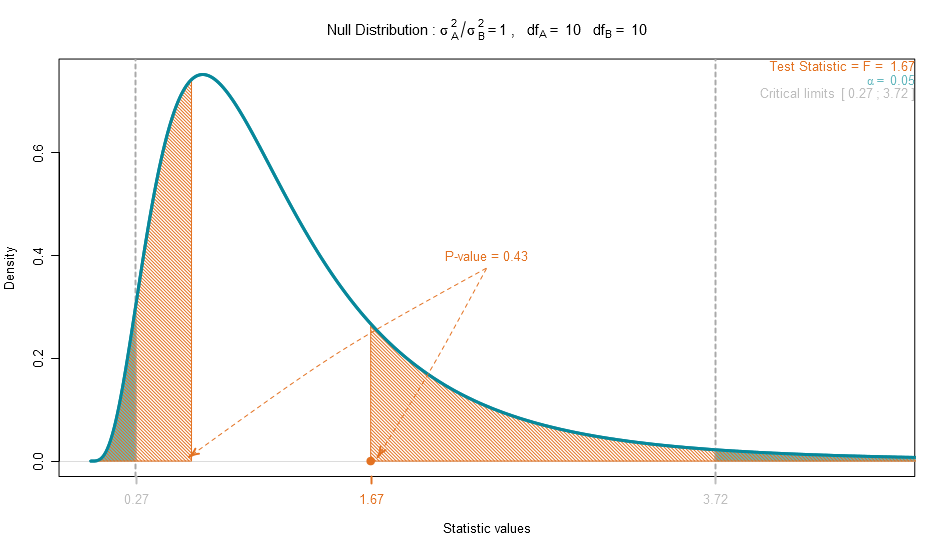 Null Distribution : σ²A/σ²B = 1 ,   dfA = 10   dfB = 10
Test Statistic = F = 1.67
α = 0.05
Critical limits [ 0.27 ; 3.72 ]
P-value = 0.43
Density
0.6
0.4
0.2
0.0
0.27
1.67
3.72
Statistic values